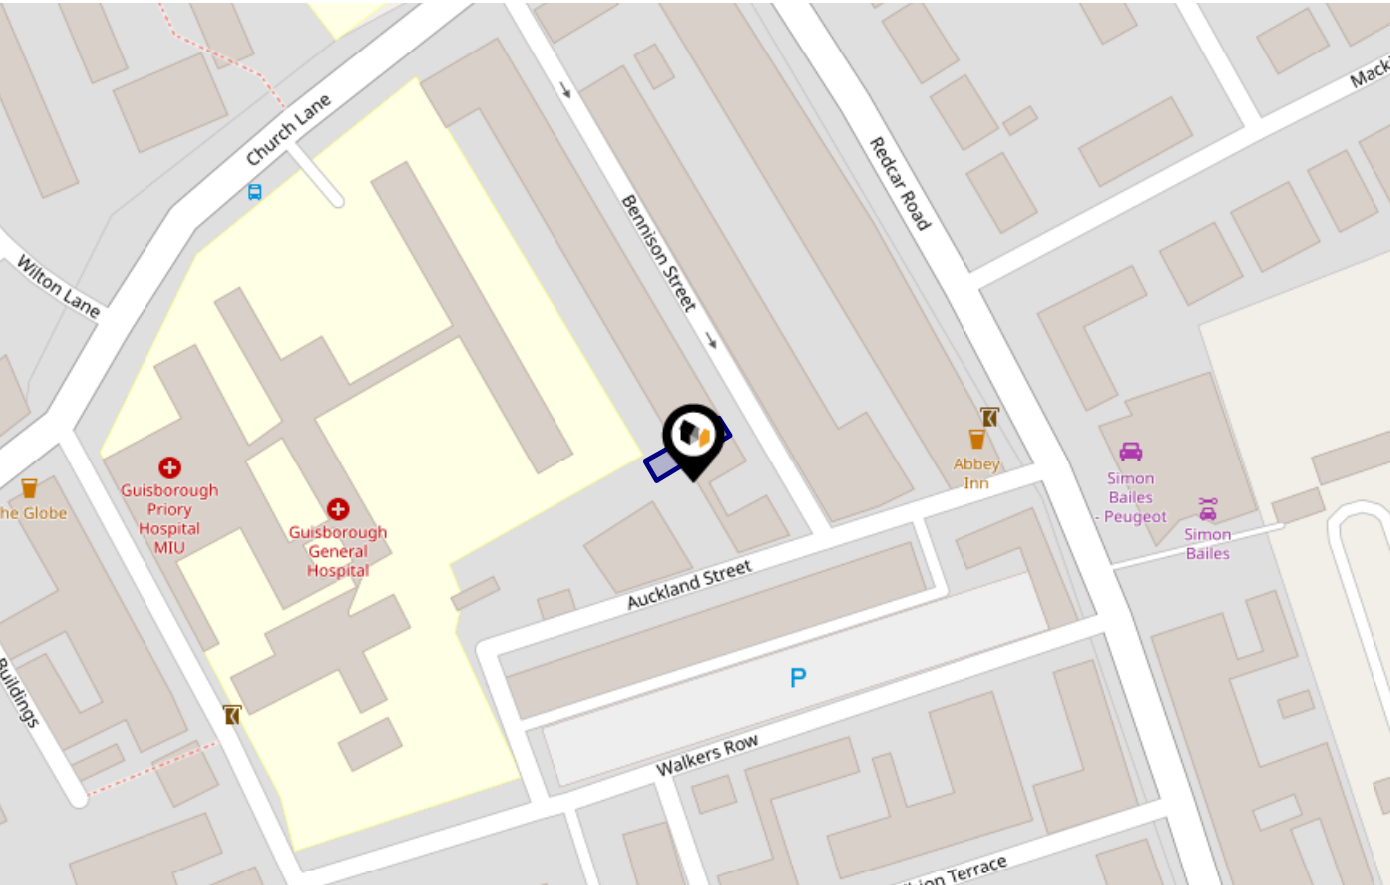 Church Lane
Mack
Redcar Road
Bennison Street
Wilton Lane
Abbey
Inn
Simon
Bailes
- Peugeot
Simon
Bailes
Guisborough
Priory
Hospital
MIU
Guisborough
General
Hospital
he Globe
Auckland Street
Buildings
P
Walkers Row
ion Terrace